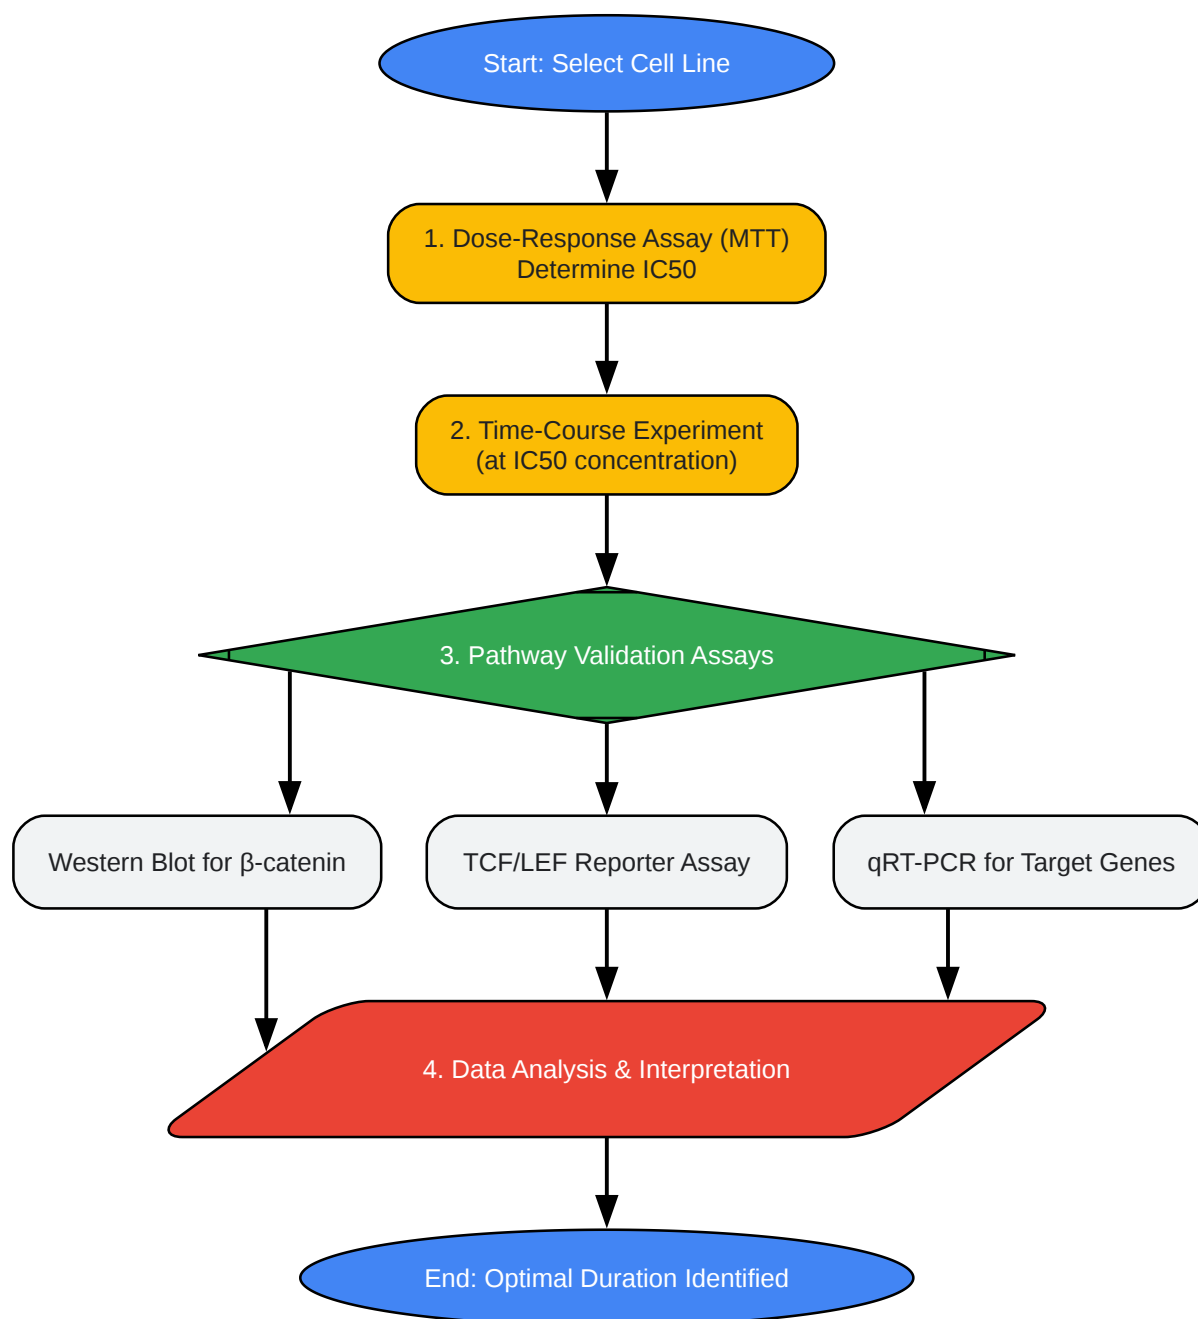 Start: Select Cell Line
1. Dose-Response Assay (MTT)
Determine IC50
2. Time-Course Experiment
(at IC50 concentration)
3. Pathway Validation Assays
Western Blot for β-catenin
TCF/LEF Reporter Assay
qRT-PCR for Target Genes
4. Data Analysis & Interpretation
End: Optimal Duration Identified